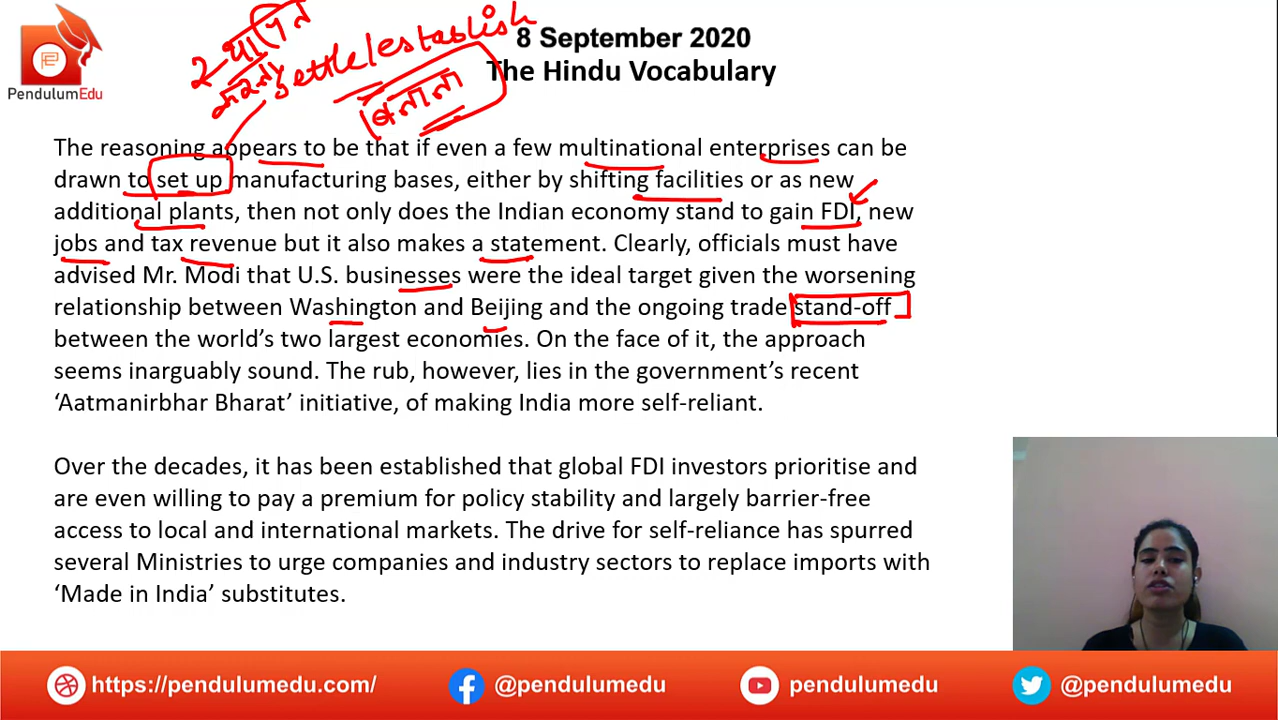 PendulumEdu
8 September 2020
The Hindu Vocabulary
स्थापित
करना
settle/establish
बनाना
The reasoning appears to be that if even a few multinational enterprises can be
drawn to set up manufacturing bases, either by shifting facilities or as new
additional plants, then not only does the Indian economy stand to gain FDI, new
jobs and tax revenue but it also makes a statement. Clearly, officials must have
advised Mr. Modi that U.S. businesses were the ideal target given the worsening
relationship between Washington and Beijing and the ongoing trade stand-off
between the world's two largest economies. On the face of it, the approach
seems inarguably sound. The rub, however, lies in the government's recent
‘Aatmanirbhar Bharat’ initiative, of making India more self-reliant.
Over the decades, it has been established that global FDI investors prioritise and
are even willing to pay a premium for policy stability and largely barrier-free
access to local and international markets. The drive for self-reliance has spurred
several Ministries to urge companies and industry sectors to replace imports with
‘Made in India’ substitutes.
https://pendulumedu.com/
@pendulumedu
pendulumedu
@pendulumedu